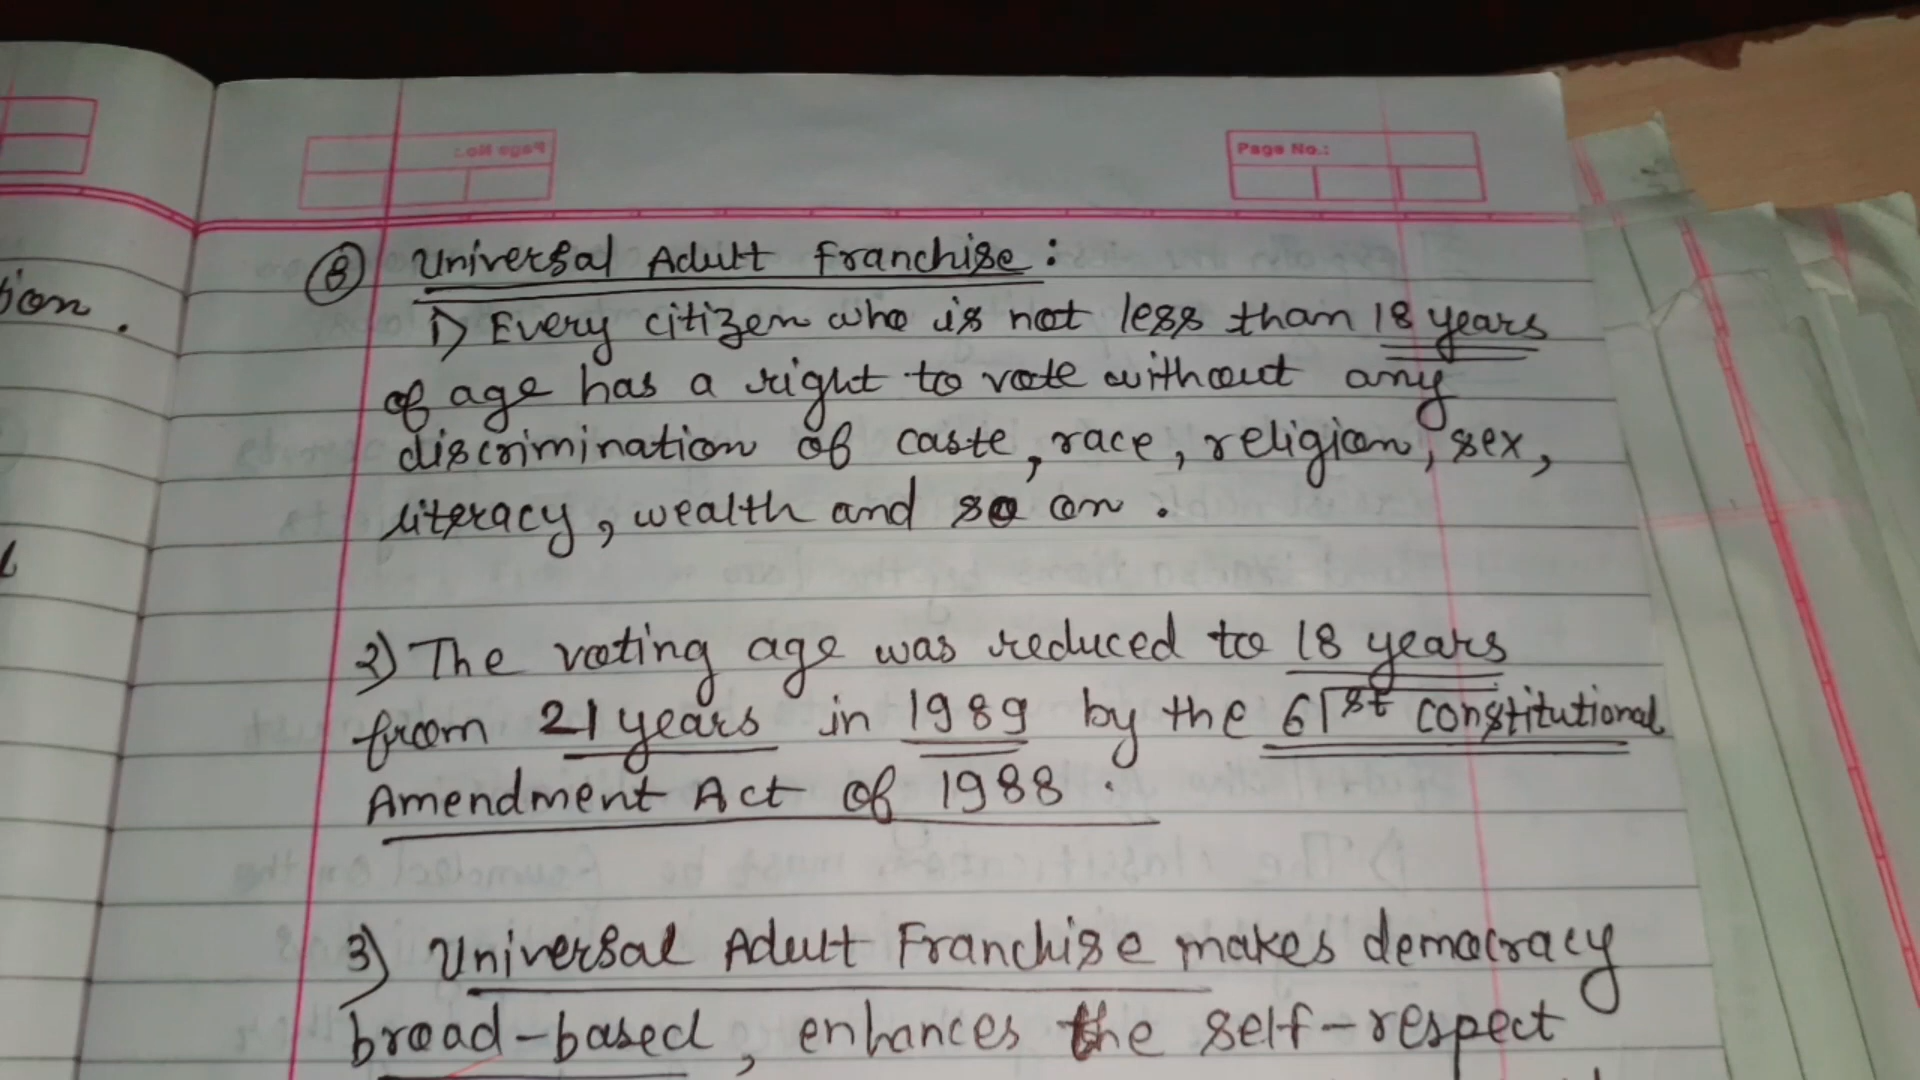 ion.
Page No.:
⑧ Universal Adult Franchise:
1) Every citizen who is not less than 18 years
of age has a right to vote without any
discrimination of caste, race, religion, sex,
literacy, wealth and so on.
2) The voting age was reduced to 18 years
from 21 years in 1989 by the 61st constitutional
Amendment Act of 1988.
3) Universal Adult Franchise makes democracy
broad-based, enhances the self-respect